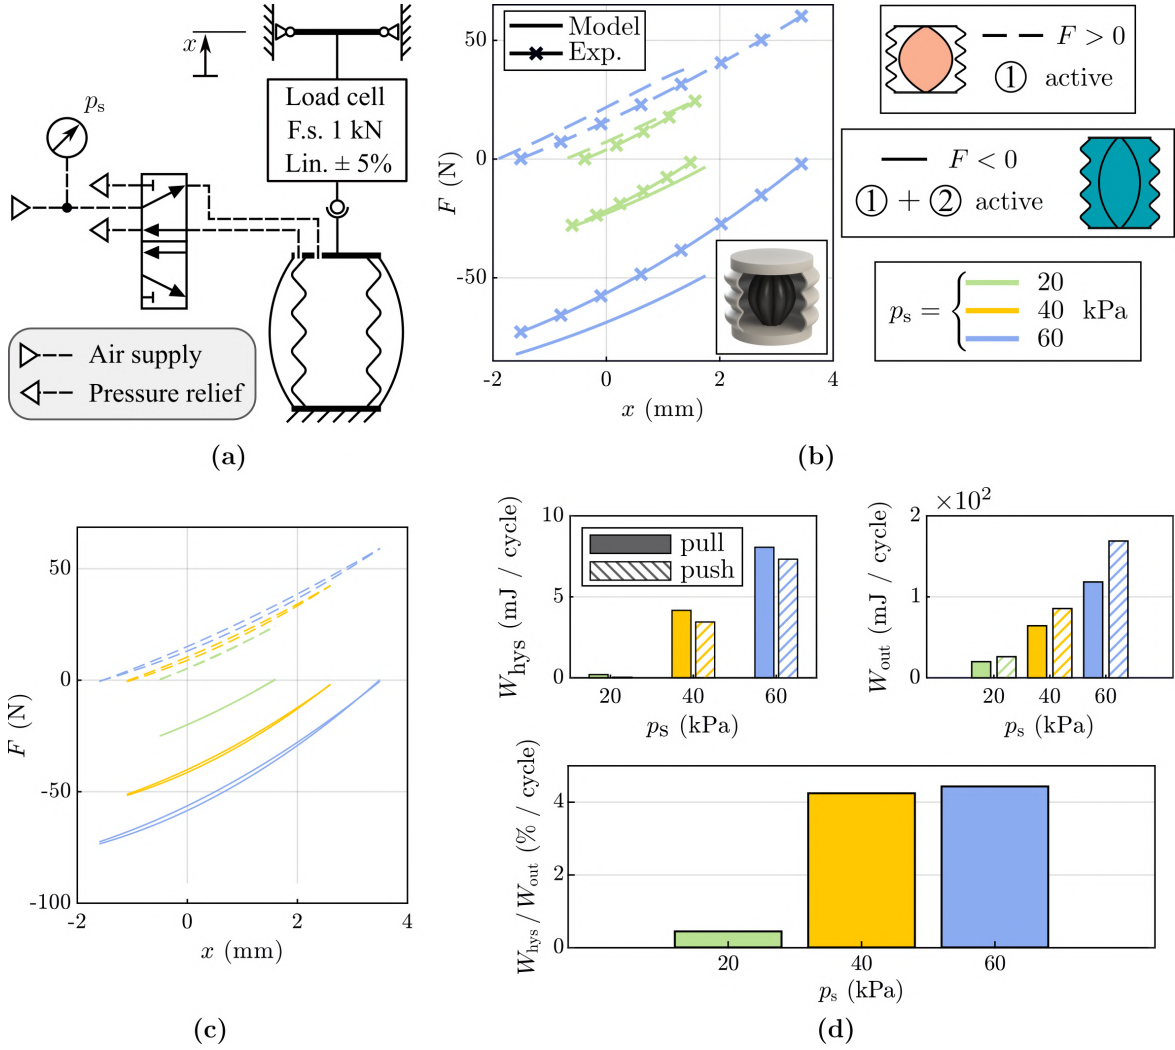 x
p_s
Load cell
F.s. 1 kN
Lin. ± 5%
Air supply
Pressure relief
(a)
Model
Exp.
50
0
-50
F (N)
-2 0 2 4
x (mm)
(b)
F > 0
① active
F < 0
① + ② active
p_s = { 20
40 kPa
60
50
0
-50
-100
F (N)
-2 0 2 4
x (mm)
(c)
10
5
0
W_hys (mJ / cycle)
pull
push
20 40 60
p_s (kPa)
×10²
2
1
0
W_out (mJ / cycle)
20 40 60
p_s (kPa)
4
2
0
W_hys / W_out (% / cycle)
20 40 60
p_s (kPa)
(d)